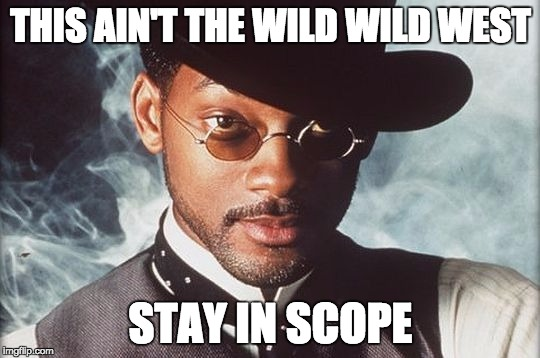 THIS AIN'T THE WILD WILD WEST
STAY IN SCOPE
imgflip.com